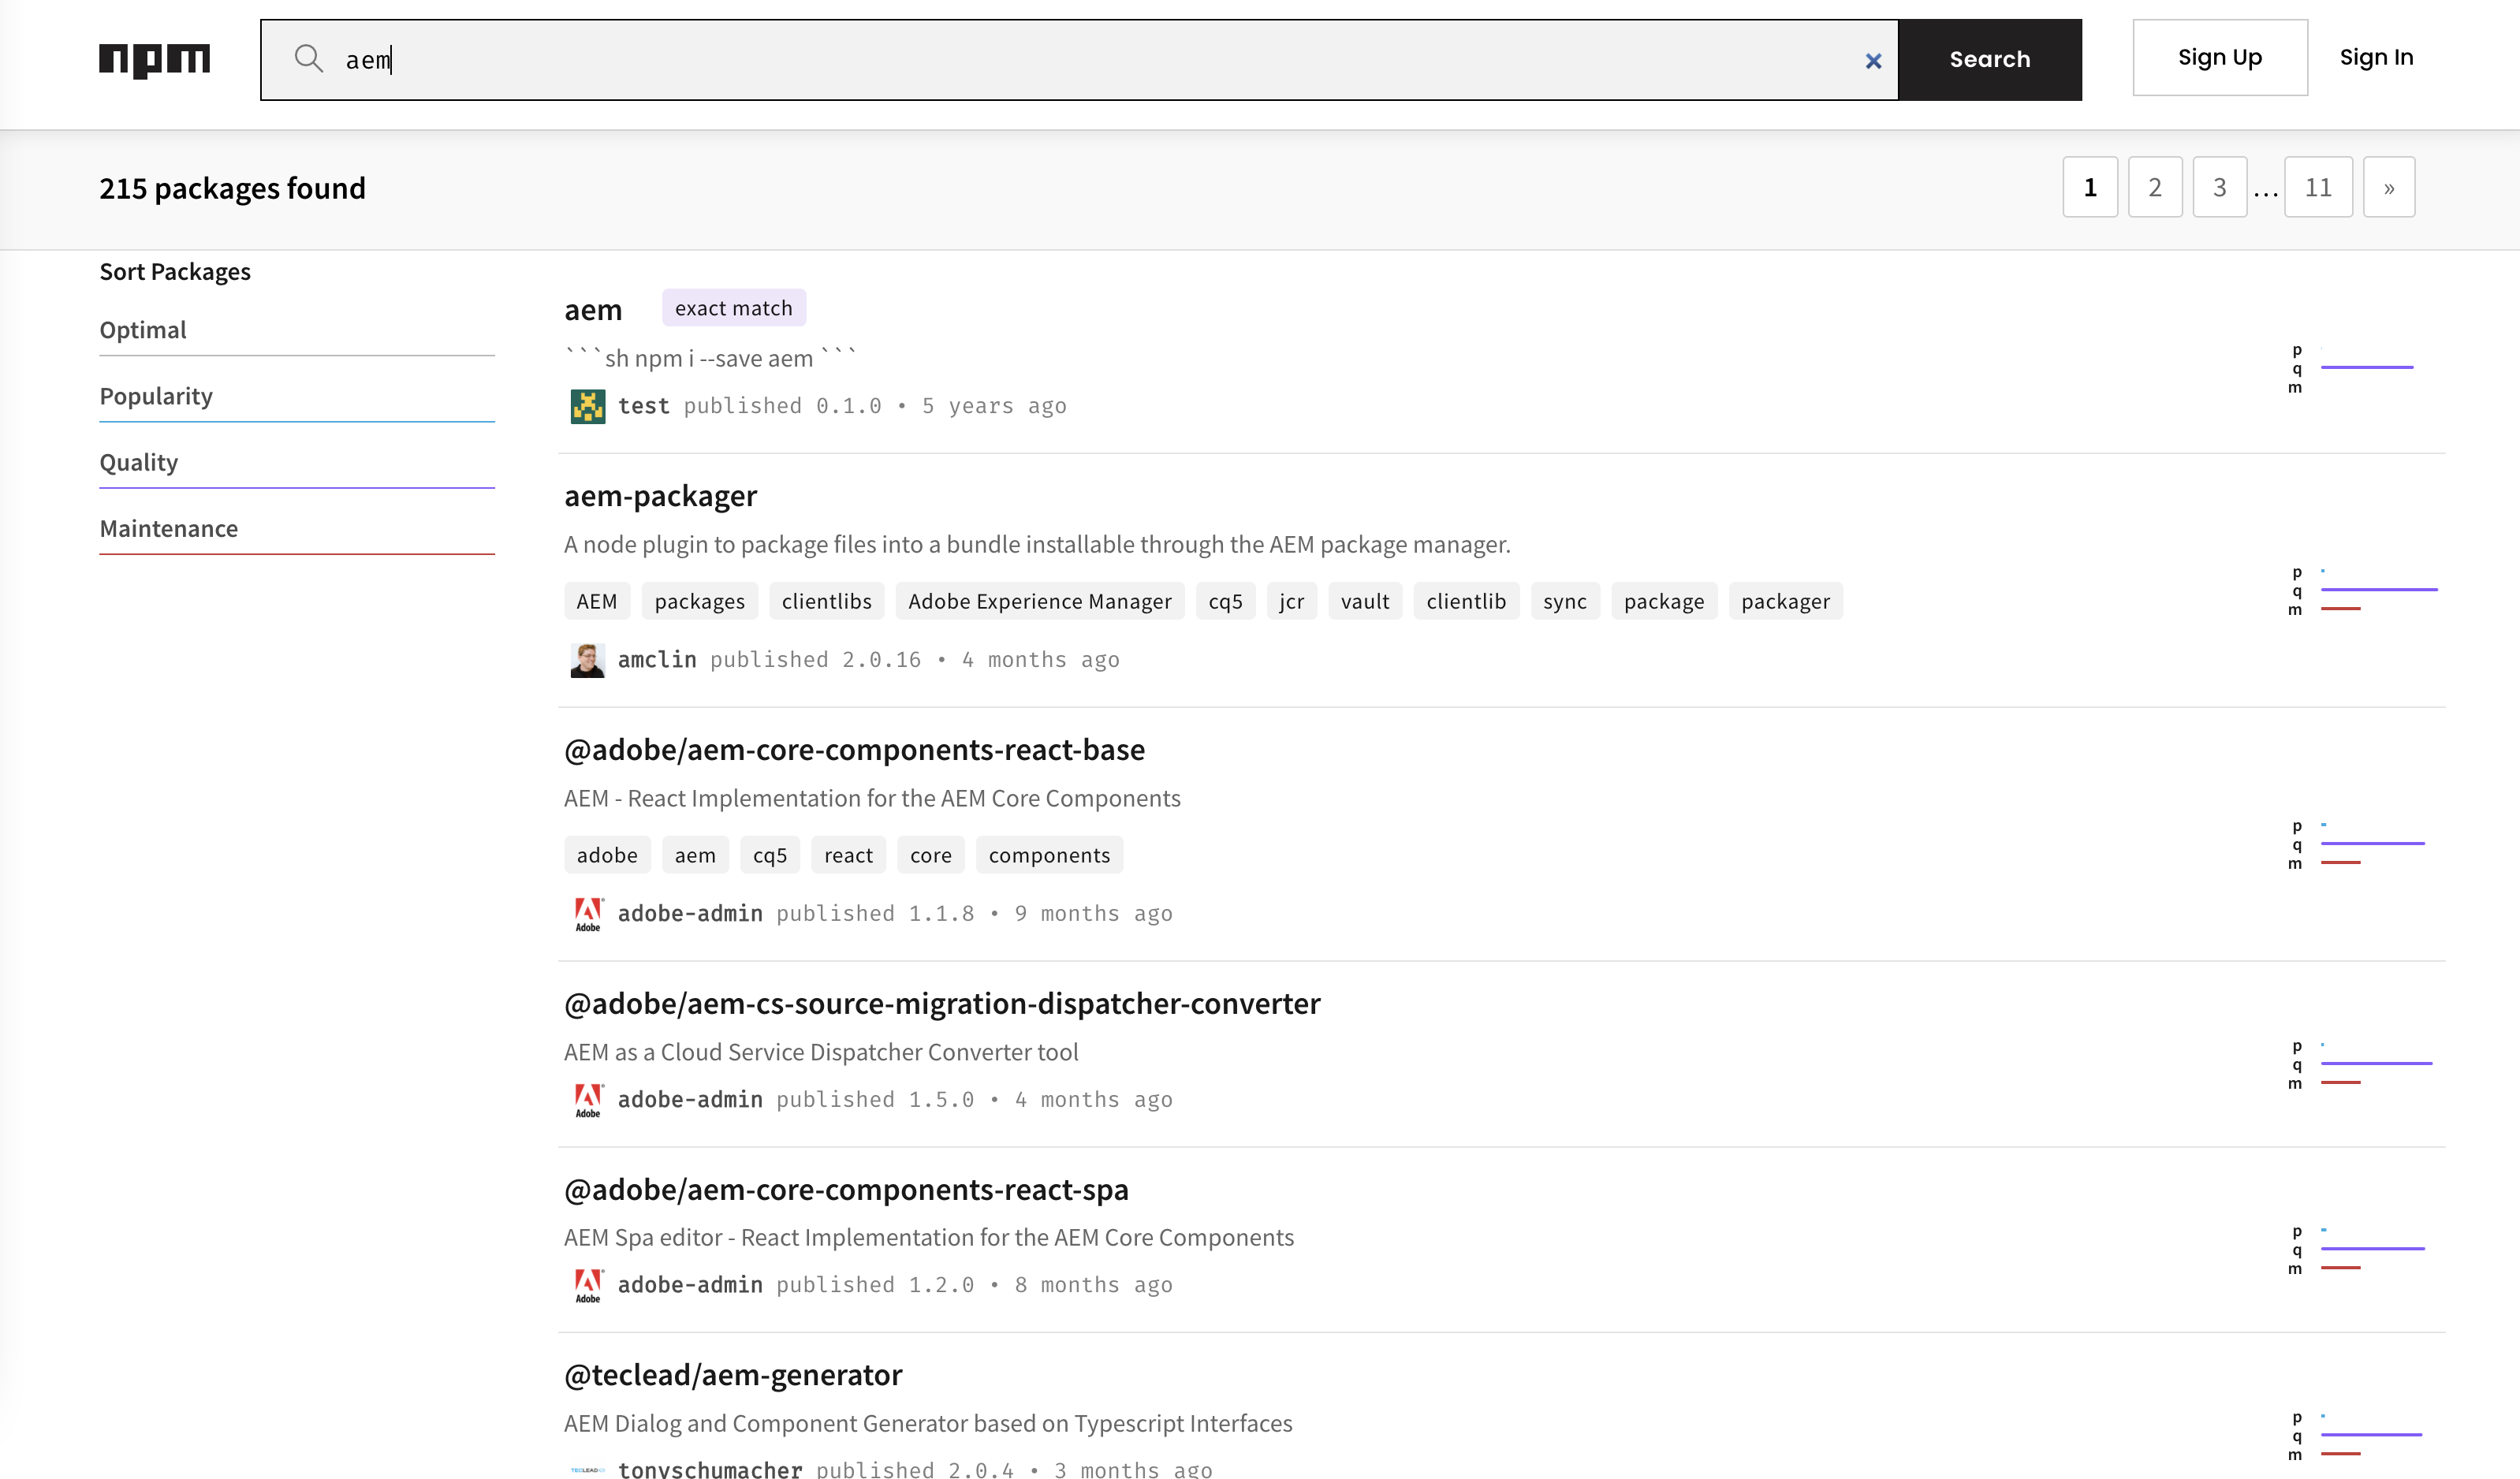 npm
aem
Search
Sign Up
Sign In
215 packages found
1 2 3 ... 11 »
Sort Packages
Optimal
Popularity
Quality
Maintenance
aem exact match
```sh npm i --save aem ```
test published 0.1.0 • 5 years ago
p
q
m
aem-packager
A node plugin to package files into a bundle installable through the AEM package manager.
AEM packages clientlibs Adobe Experience Manager cq5 jcr vault clientlib sync package packager
amclin published 2.0.16 • 4 months ago
p
q
m
@adobe/aem-core-components-react-base
AEM - React Implementation for the AEM Core Components
adobe aem cq5 react core components
Adobe
adobe-admin published 1.1.8 • 9 months ago
p
q
m
@adobe/aem-cs-source-migration-dispatcher-converter
AEM as a Cloud Service Dispatcher Converter tool
Adobe
adobe-admin published 1.5.0 • 4 months ago
p
q
m
@adobe/aem-core-components-react-spa
AEM Spa editor - React Implementation for the AEM Core Components
Adobe
adobe-admin published 1.2.0 • 8 months ago
p
q
m
@teclead/aem-generator
AEM Dialog and Component Generator based on Typescript Interfaces
TECLEAD
tonyschumacher published 2.0.4 • 3 months ago
p
q
m